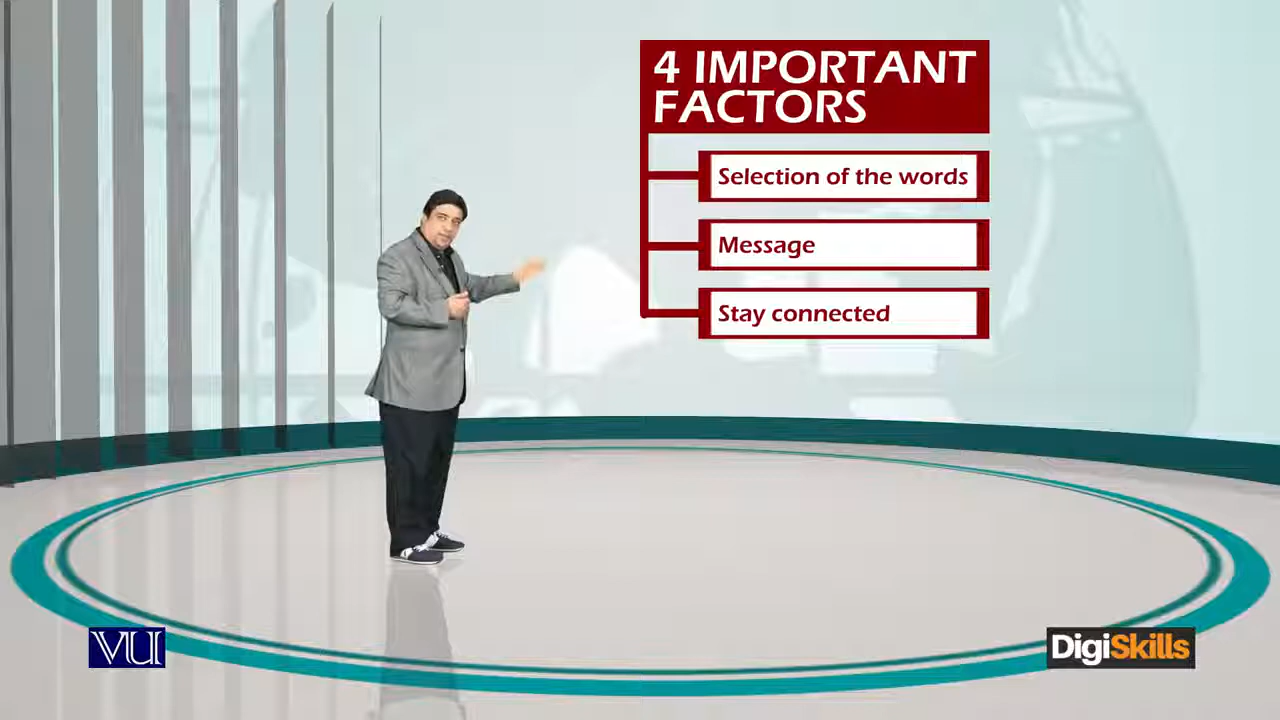 4 IMPORTANT
FACTORS
Selection of the words
Message
Stay connected
VU
DigiSkills